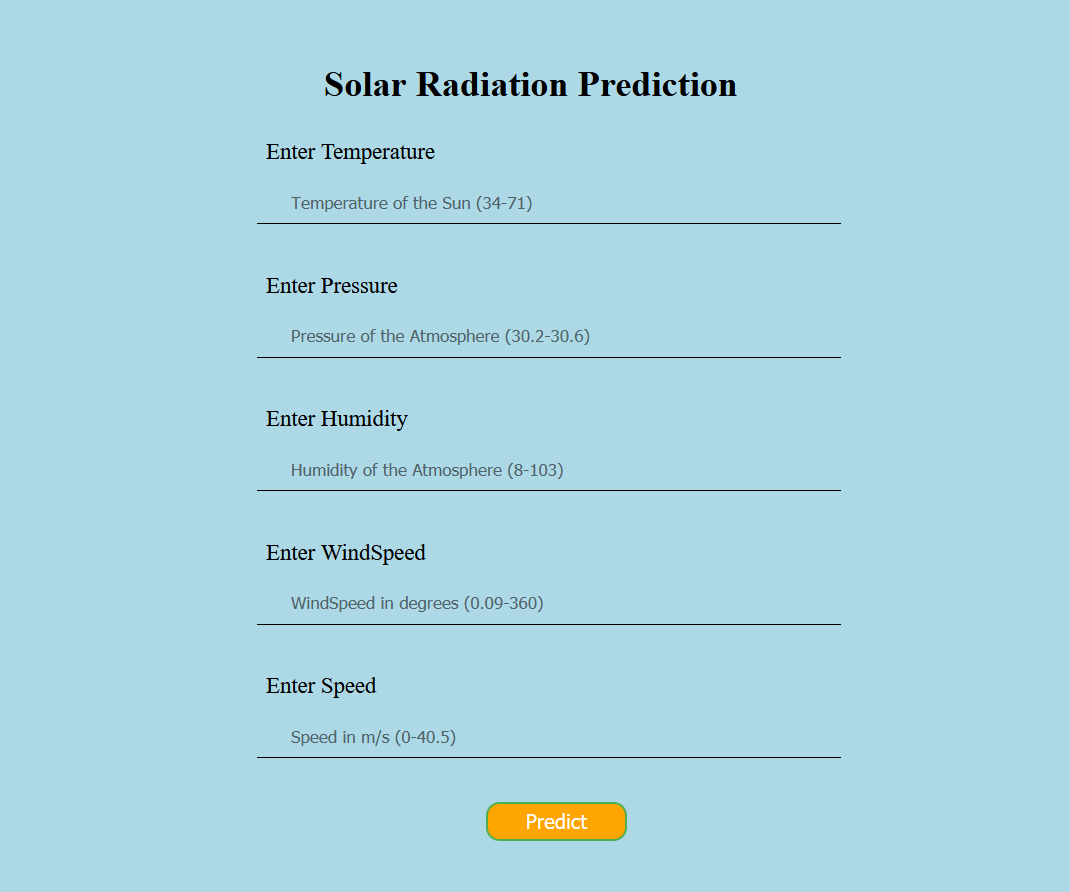 Solar Radiation Prediction
Enter Temperature
Temperature of the Sun (34-71)
Enter Pressure
Pressure of the Atmosphere (30.2-30.6)
Enter Humidity
Humidity of the Atmosphere (8-103)
Enter WindSpeed
WindSpeed in degrees (0.09-360)
Enter Speed
Speed in m/s (0-40.5)
Predict